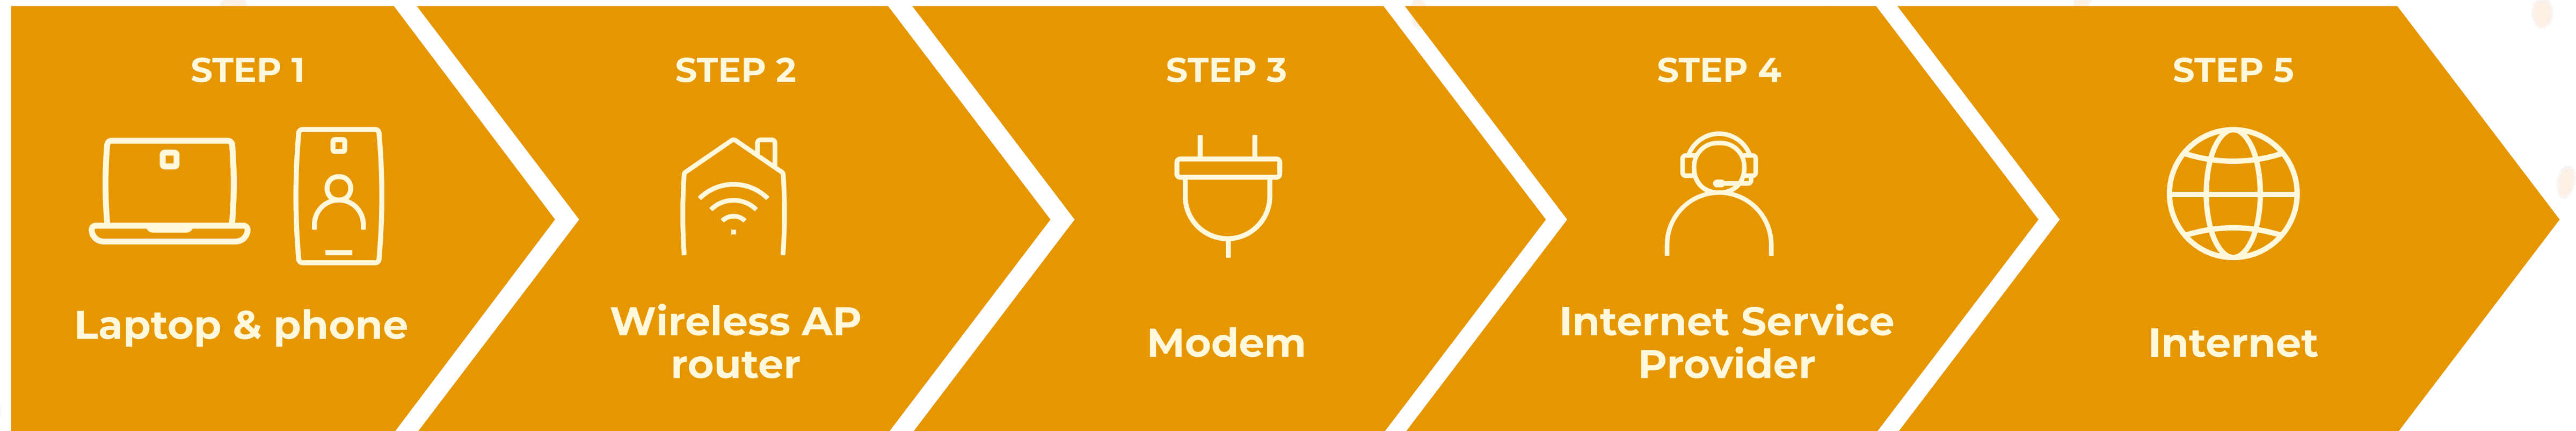 STEP 1
Laptop & phone
STEP 2
Wireless AP
router
STEP 3
Modem
STEP 4
Internet Service
Provider
STEP 5
Internet